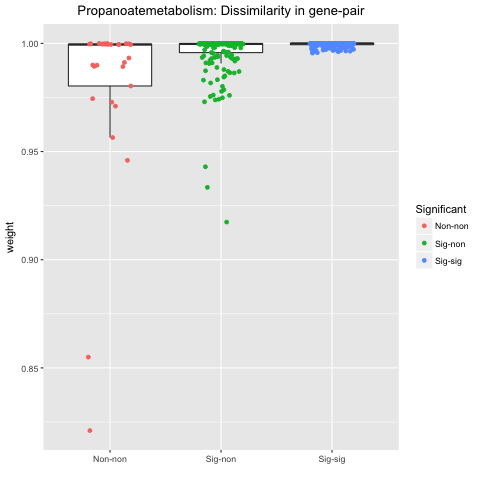 Propanoatemetabolism: Dissimilarity in gene-pair
1.00
0.95
0.90
0.85
weight
Non-non
Sig-non
Sig-sig
Significant
Non-non
Sig-non
Sig-sig